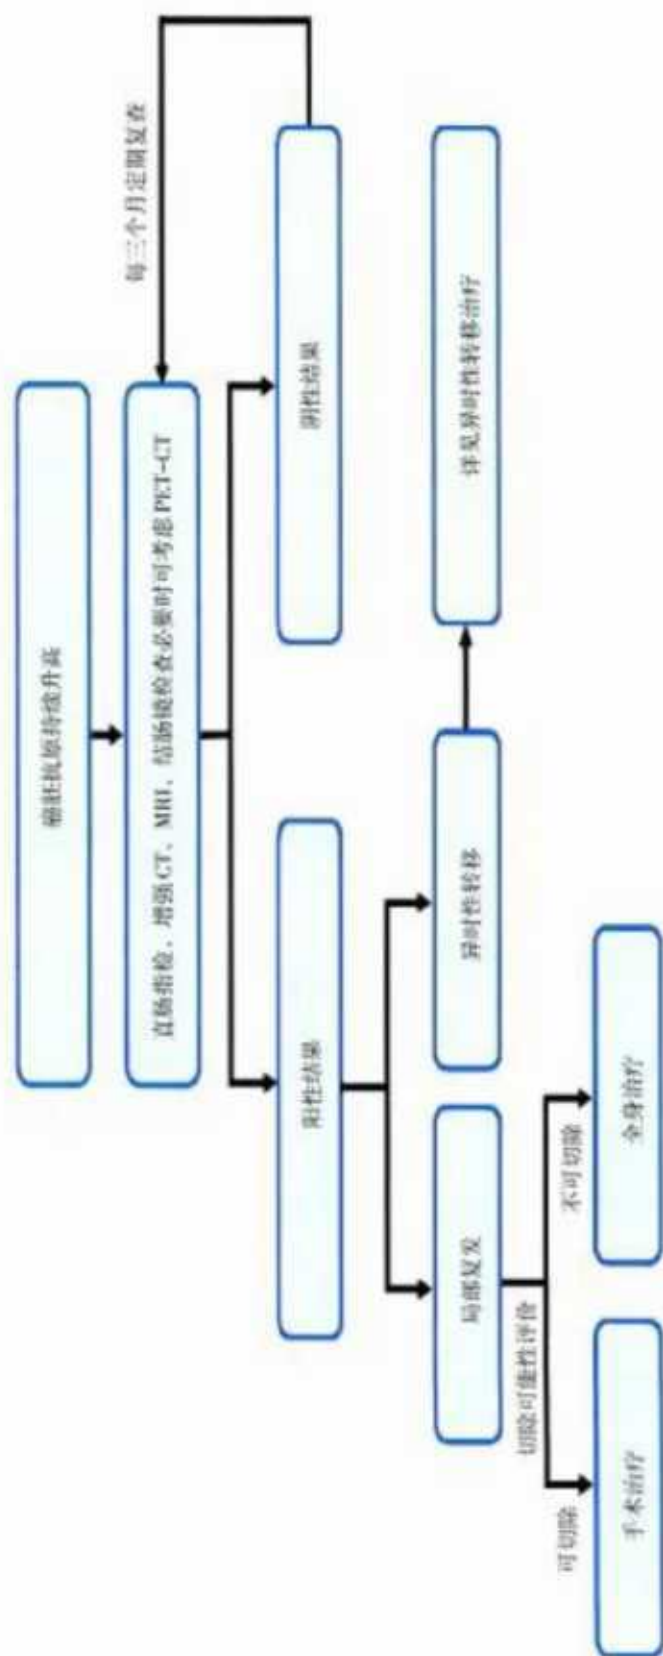 癌胚抗原持续升高
直肠指检、增强CT、MRI、结肠镜检查必要时可考虑PET-CT
每三个月定期复查
阳性结果
阴性结果
局部复发
异时性转移
详见异时性转移治疗
切除可能性评价
可切除
不可切除
手术治疗
全身治疗